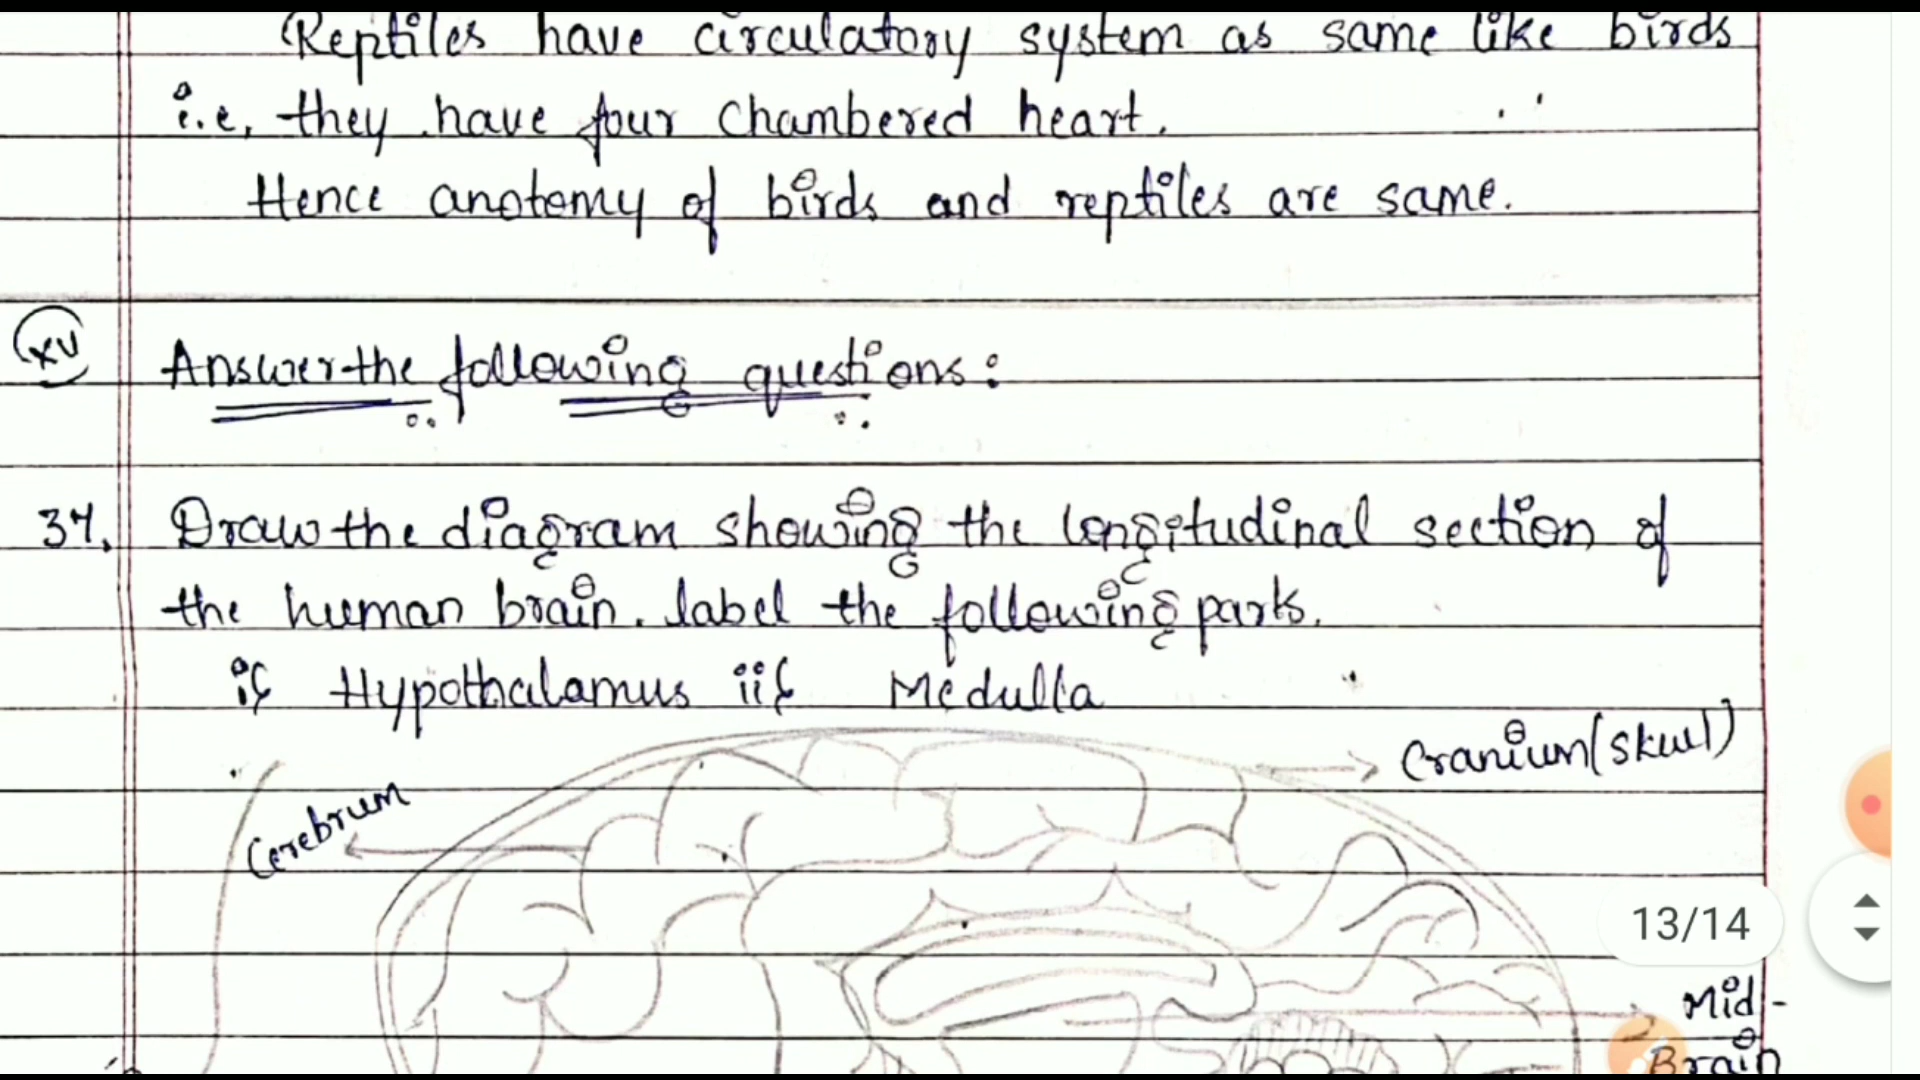 Reptiles have circulatory system as same like birds
i.e, they have four chambered heart.
Hence anotomy of birds and reptiles are same.
XV Answer the following questions:
37. Draw the diagram showing the longitudinal section of
the human brain. label the following parts.
i) Hypothalamus ii) Medulla
Cranium (skull)
Cerebrum
13/14
Mid-
Brain